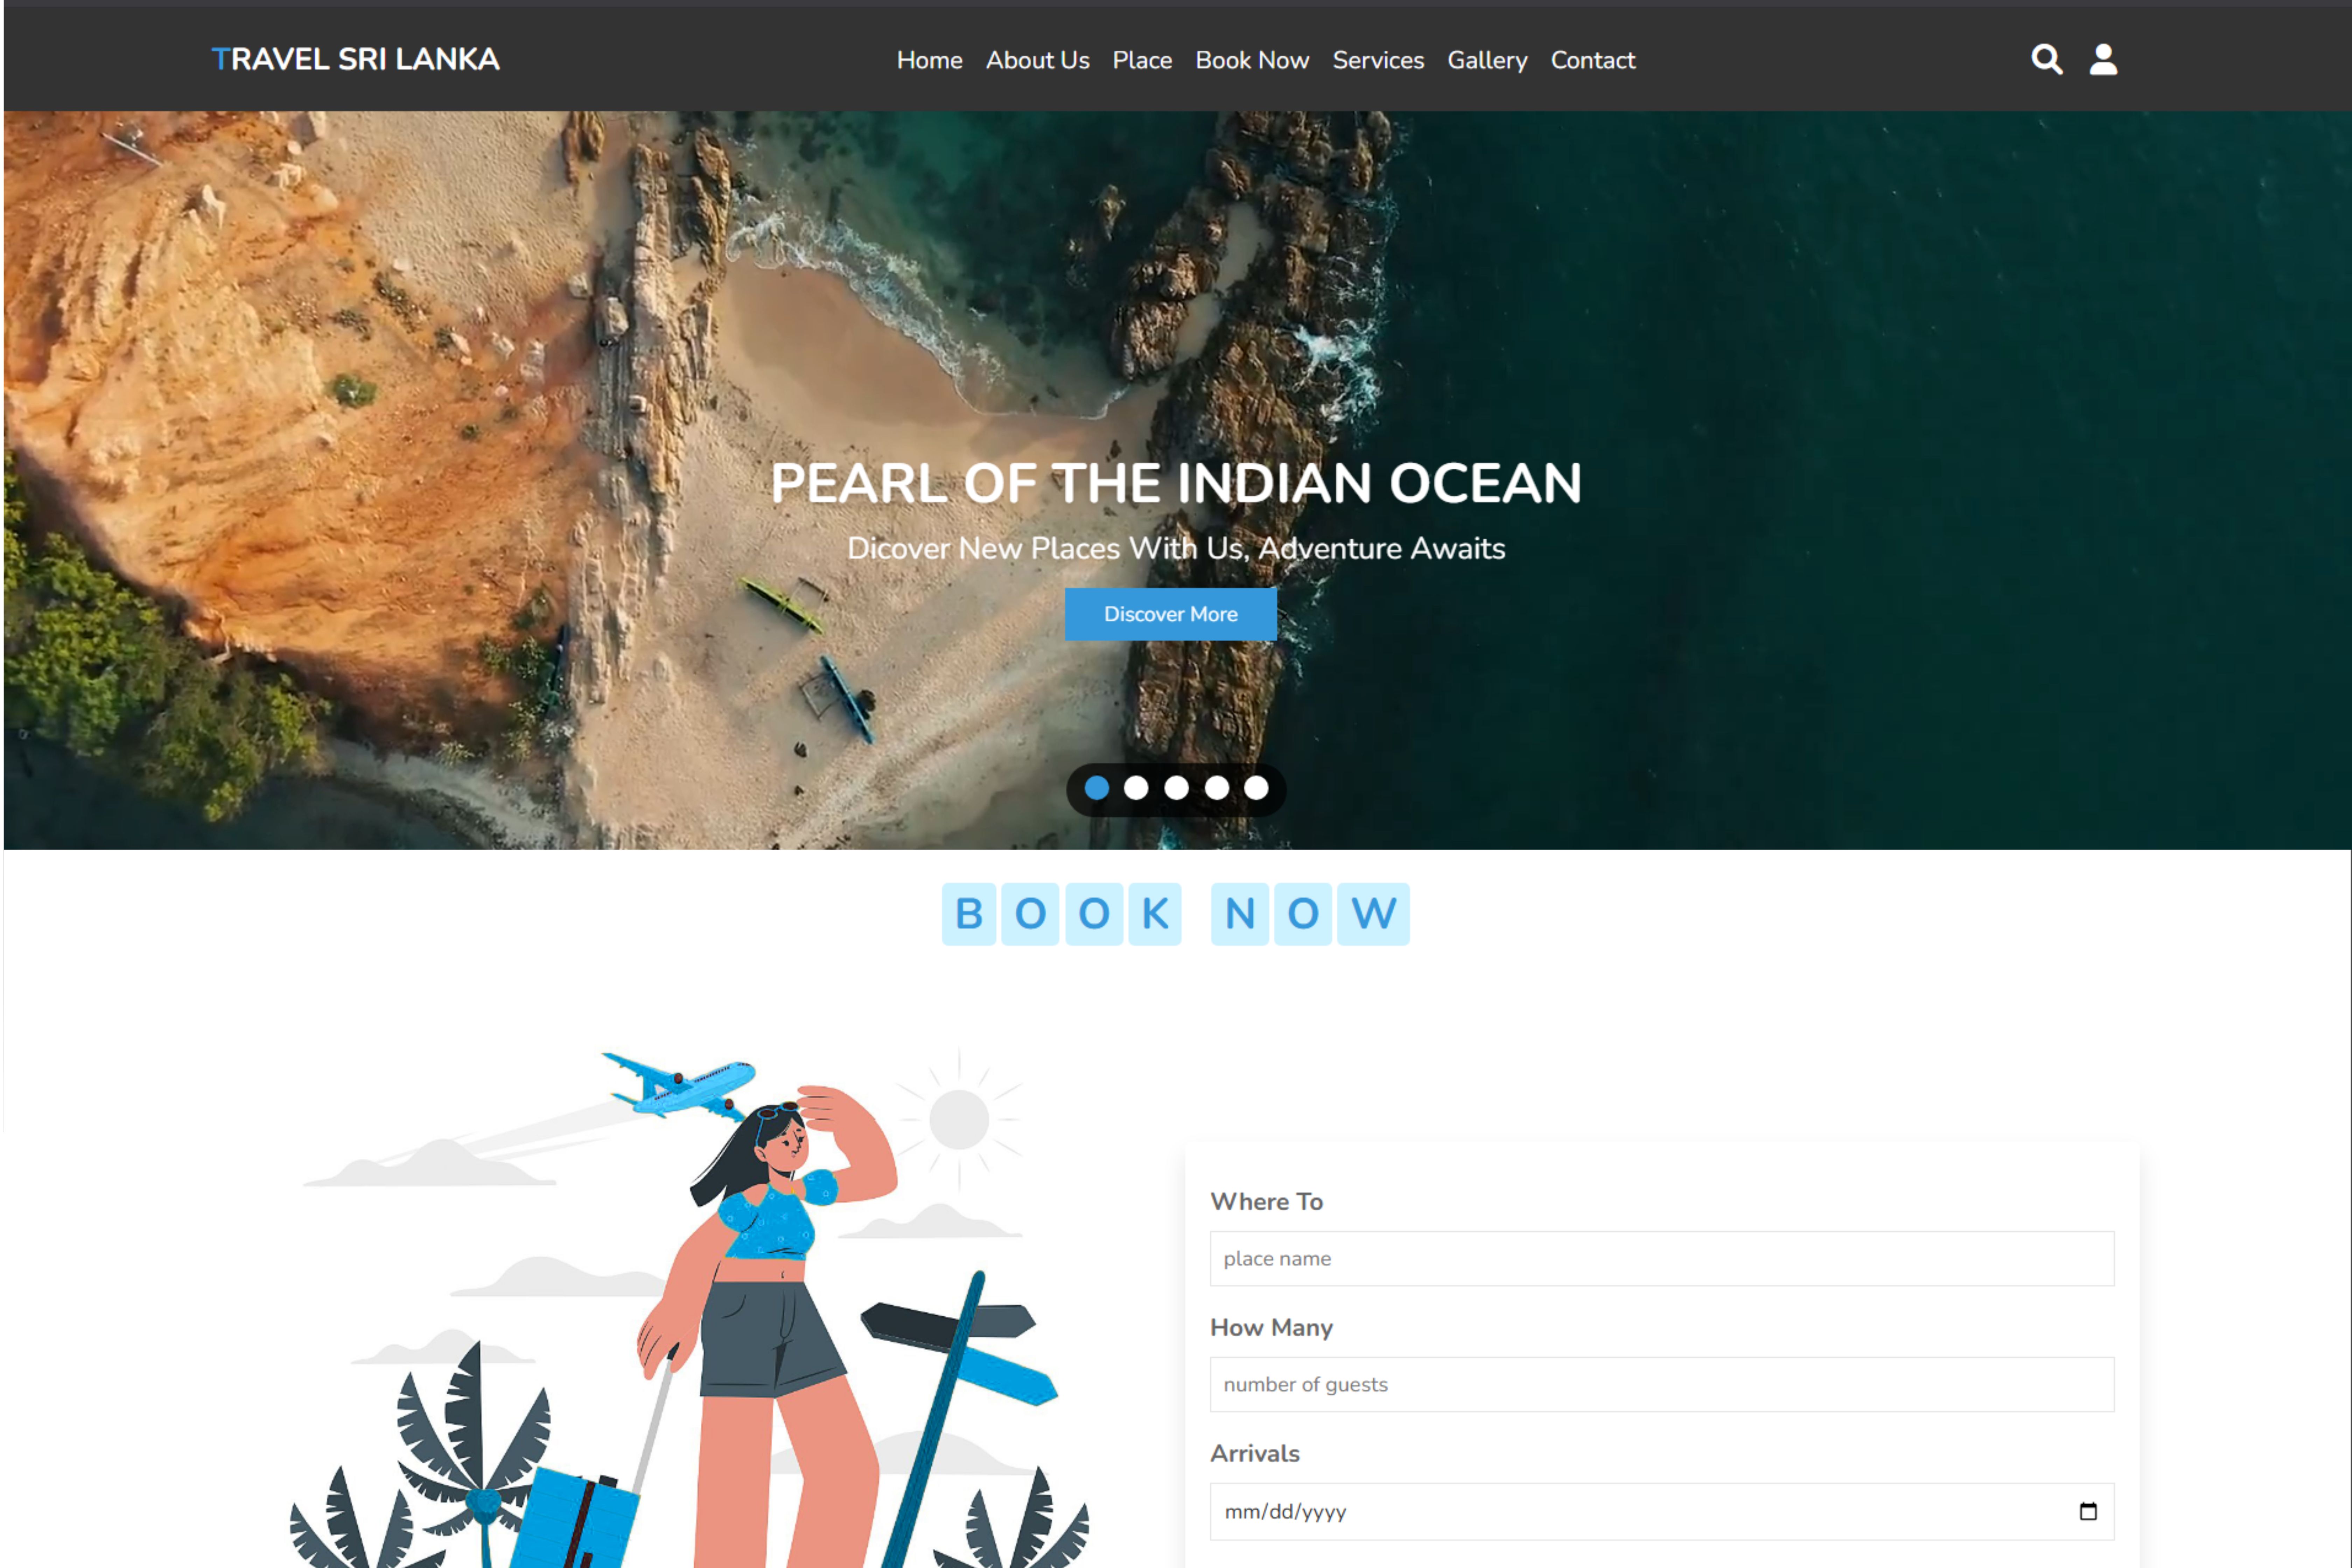 TRAVEL SRI LANKA
Home About Us Place Book Now Services Gallery Contact
PEARL OF THE INDIAN OCEAN
Dicover New Places With Us, Adventure Awaits
Discover More
BOOK NOW
Where To
place name
How Many
number of guests
Arrivals
mm/dd/yyyy